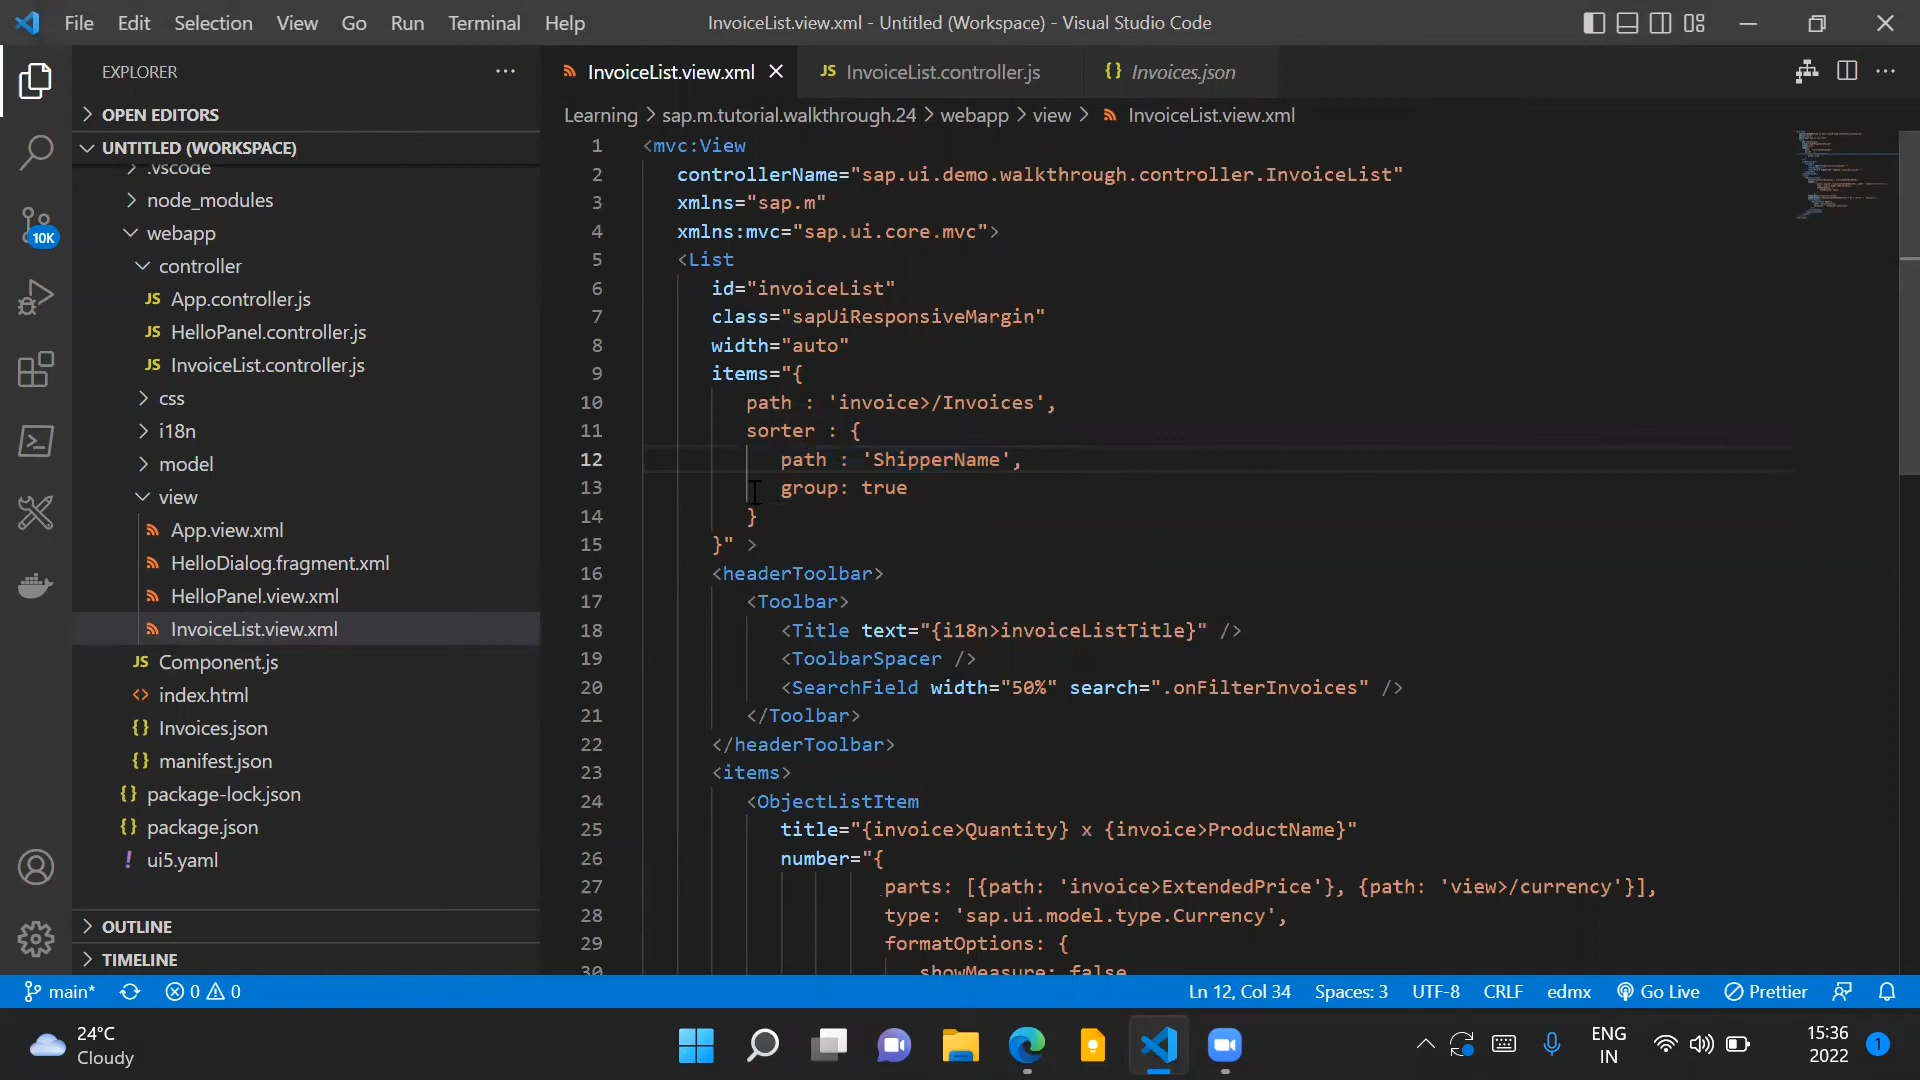 File Edit Selection View Go Run Terminal Help
InvoiceList.view.xml - Untitled (Workspace) - Visual Studio Code
EXPLORER
OPEN EDITORS
UNTITLED (WORKSPACE)
.vscode
node_modules
webapp
controller
JS App.controller.js
JS HelloPanel.controller.js
JS InvoiceList.controller.js
css
i18n
model
view
App.view.xml
HelloDialog.fragment.xml
HelloPanel.view.xml
InvoiceList.view.xml
JS Component.js
<> index.html
{} Invoices.json
{} manifest.json
{} package-lock.json
{} package.json
! ui5.yaml
OUTLINE
TIMELINE
10K
InvoiceList.view.xml
JS InvoiceList.controller.js
{} Invoices.json
Learning > sap.m.tutorial.walkthrough.24 > webapp > view > InvoiceList.view.xml
1 <mvc:View
2 controllerName="sap.ui.demo.walkthrough.controller.InvoiceList"
3 xmlns="sap.m"
4 xmlns:mvc="sap.ui.core.mvc">
5 <List
6 id="invoiceList"
7 class="sapUiResponsiveMargin"
8 width="auto"
9 items="{
10 path : 'invoice>/Invoices',
11 sorter : {
12 path : 'ShipperName',
13 group: true
14 }
15 }" >
16 <headerToolbar>
17 <Toolbar>
18 <Title text="{i18n>invoiceListTitle}" />
19 <ToolbarSpacer />
20 <SearchField width="50%" search=".onFilterInvoices" />
21 </Toolbar>
22 </headerToolbar>
23 <items>
24 <ObjectListItem
25 title="{invoice>Quantity} x {invoice>ProductName}"
26 number="{
27 parts: [{path: 'invoice>ExtendedPrice'}, {path: 'view>/currency'}],
28 type: 'sap.ui.model.type.Currency',
29 formatOptions: {
30 showMeasure: false
main* 0 0
Ln 12, Col 34 Spaces: 3 UTF-8 CRLF edmx Go Live Prettier
24°C
Cloudy
ENG
IN
15:36
2022
1